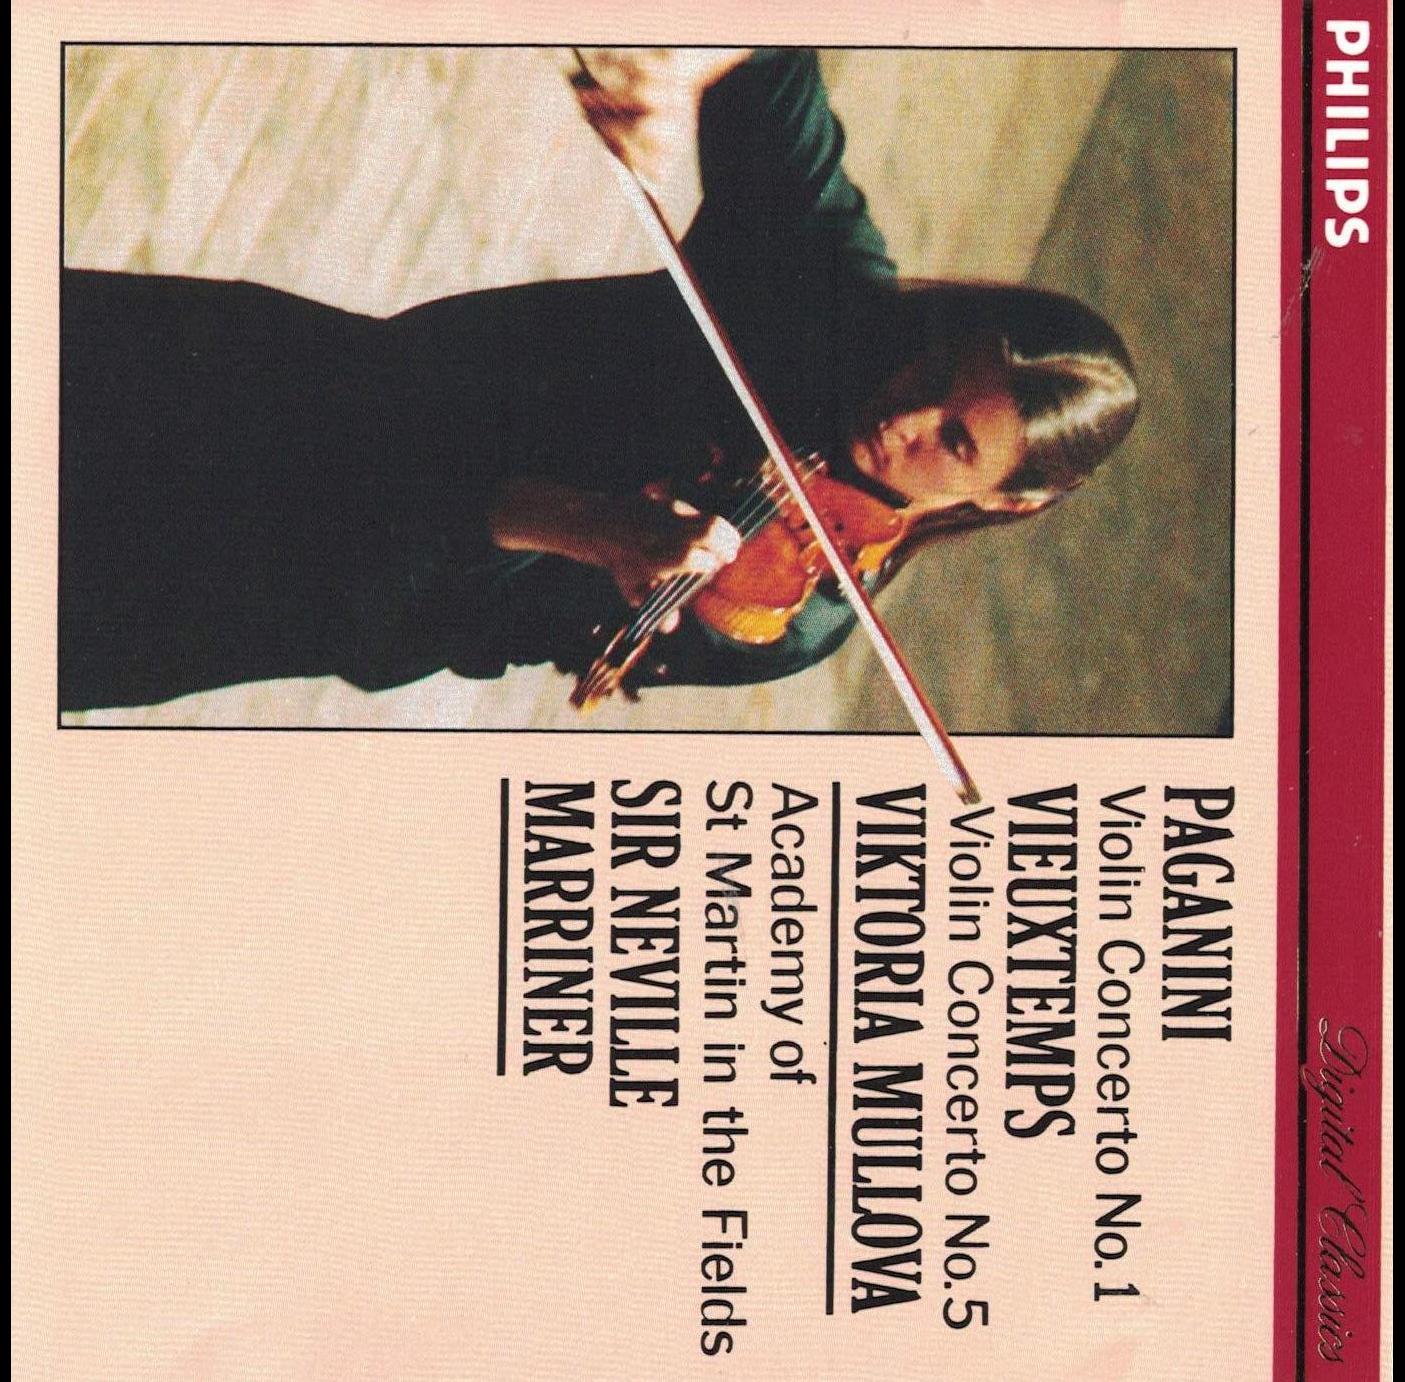 PHILIPS
Digital Classics
PAGANINI
Violin Concerto No. 1
VIEUXTEMPS
Violin Concerto No. 5
VIKTORIA MULLOVA
Academy of
St Martin in the Fields
SIR NEVILLE
MARRINER